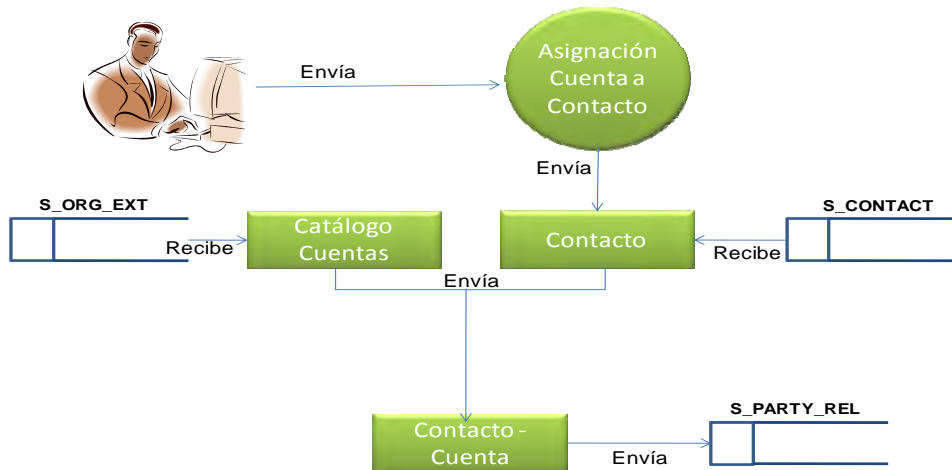 Envía
Asignación
Cuenta a
Contacto
Envía
S_ORG_EXT
S_CONTACT
Recibe
Catálogo
Cuentas
Contacto
Recibe
Envía
S_PARTY_REL
Contacto -
Cuenta
Envía